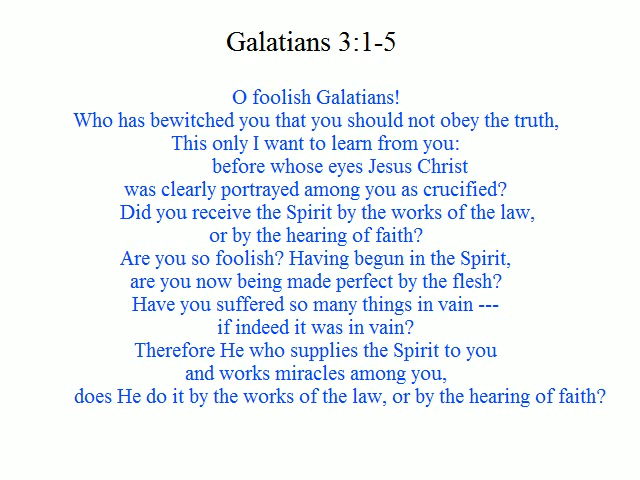 Galatians 3:1-5
O foolish Galatians!
Who has bewitched you that you should not obey the truth,
This only I want to learn from you:
before whose eyes Jesus Christ
was clearly portrayed among you as crucified?
Did you receive the Spirit by the works of the law,
or by the hearing of faith?
Are you so foolish? Having begun in the Spirit,
are you now being made perfect by the flesh?
Have you suffered so many things in vain ---
if indeed it was in vain?
Therefore He who supplies the Spirit to you
and works miracles among you,
does He do it by the works of the law, or by the hearing of faith?